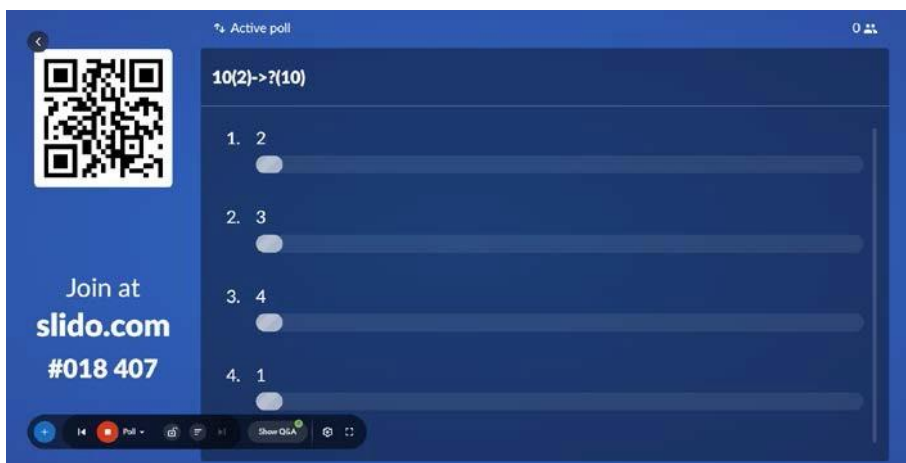 Active poll
0
10(2)->?(10)
1. 2
2. 3
3. 4
4. 1
Join at
slido.com
#018 407
Poll
Show Q&A